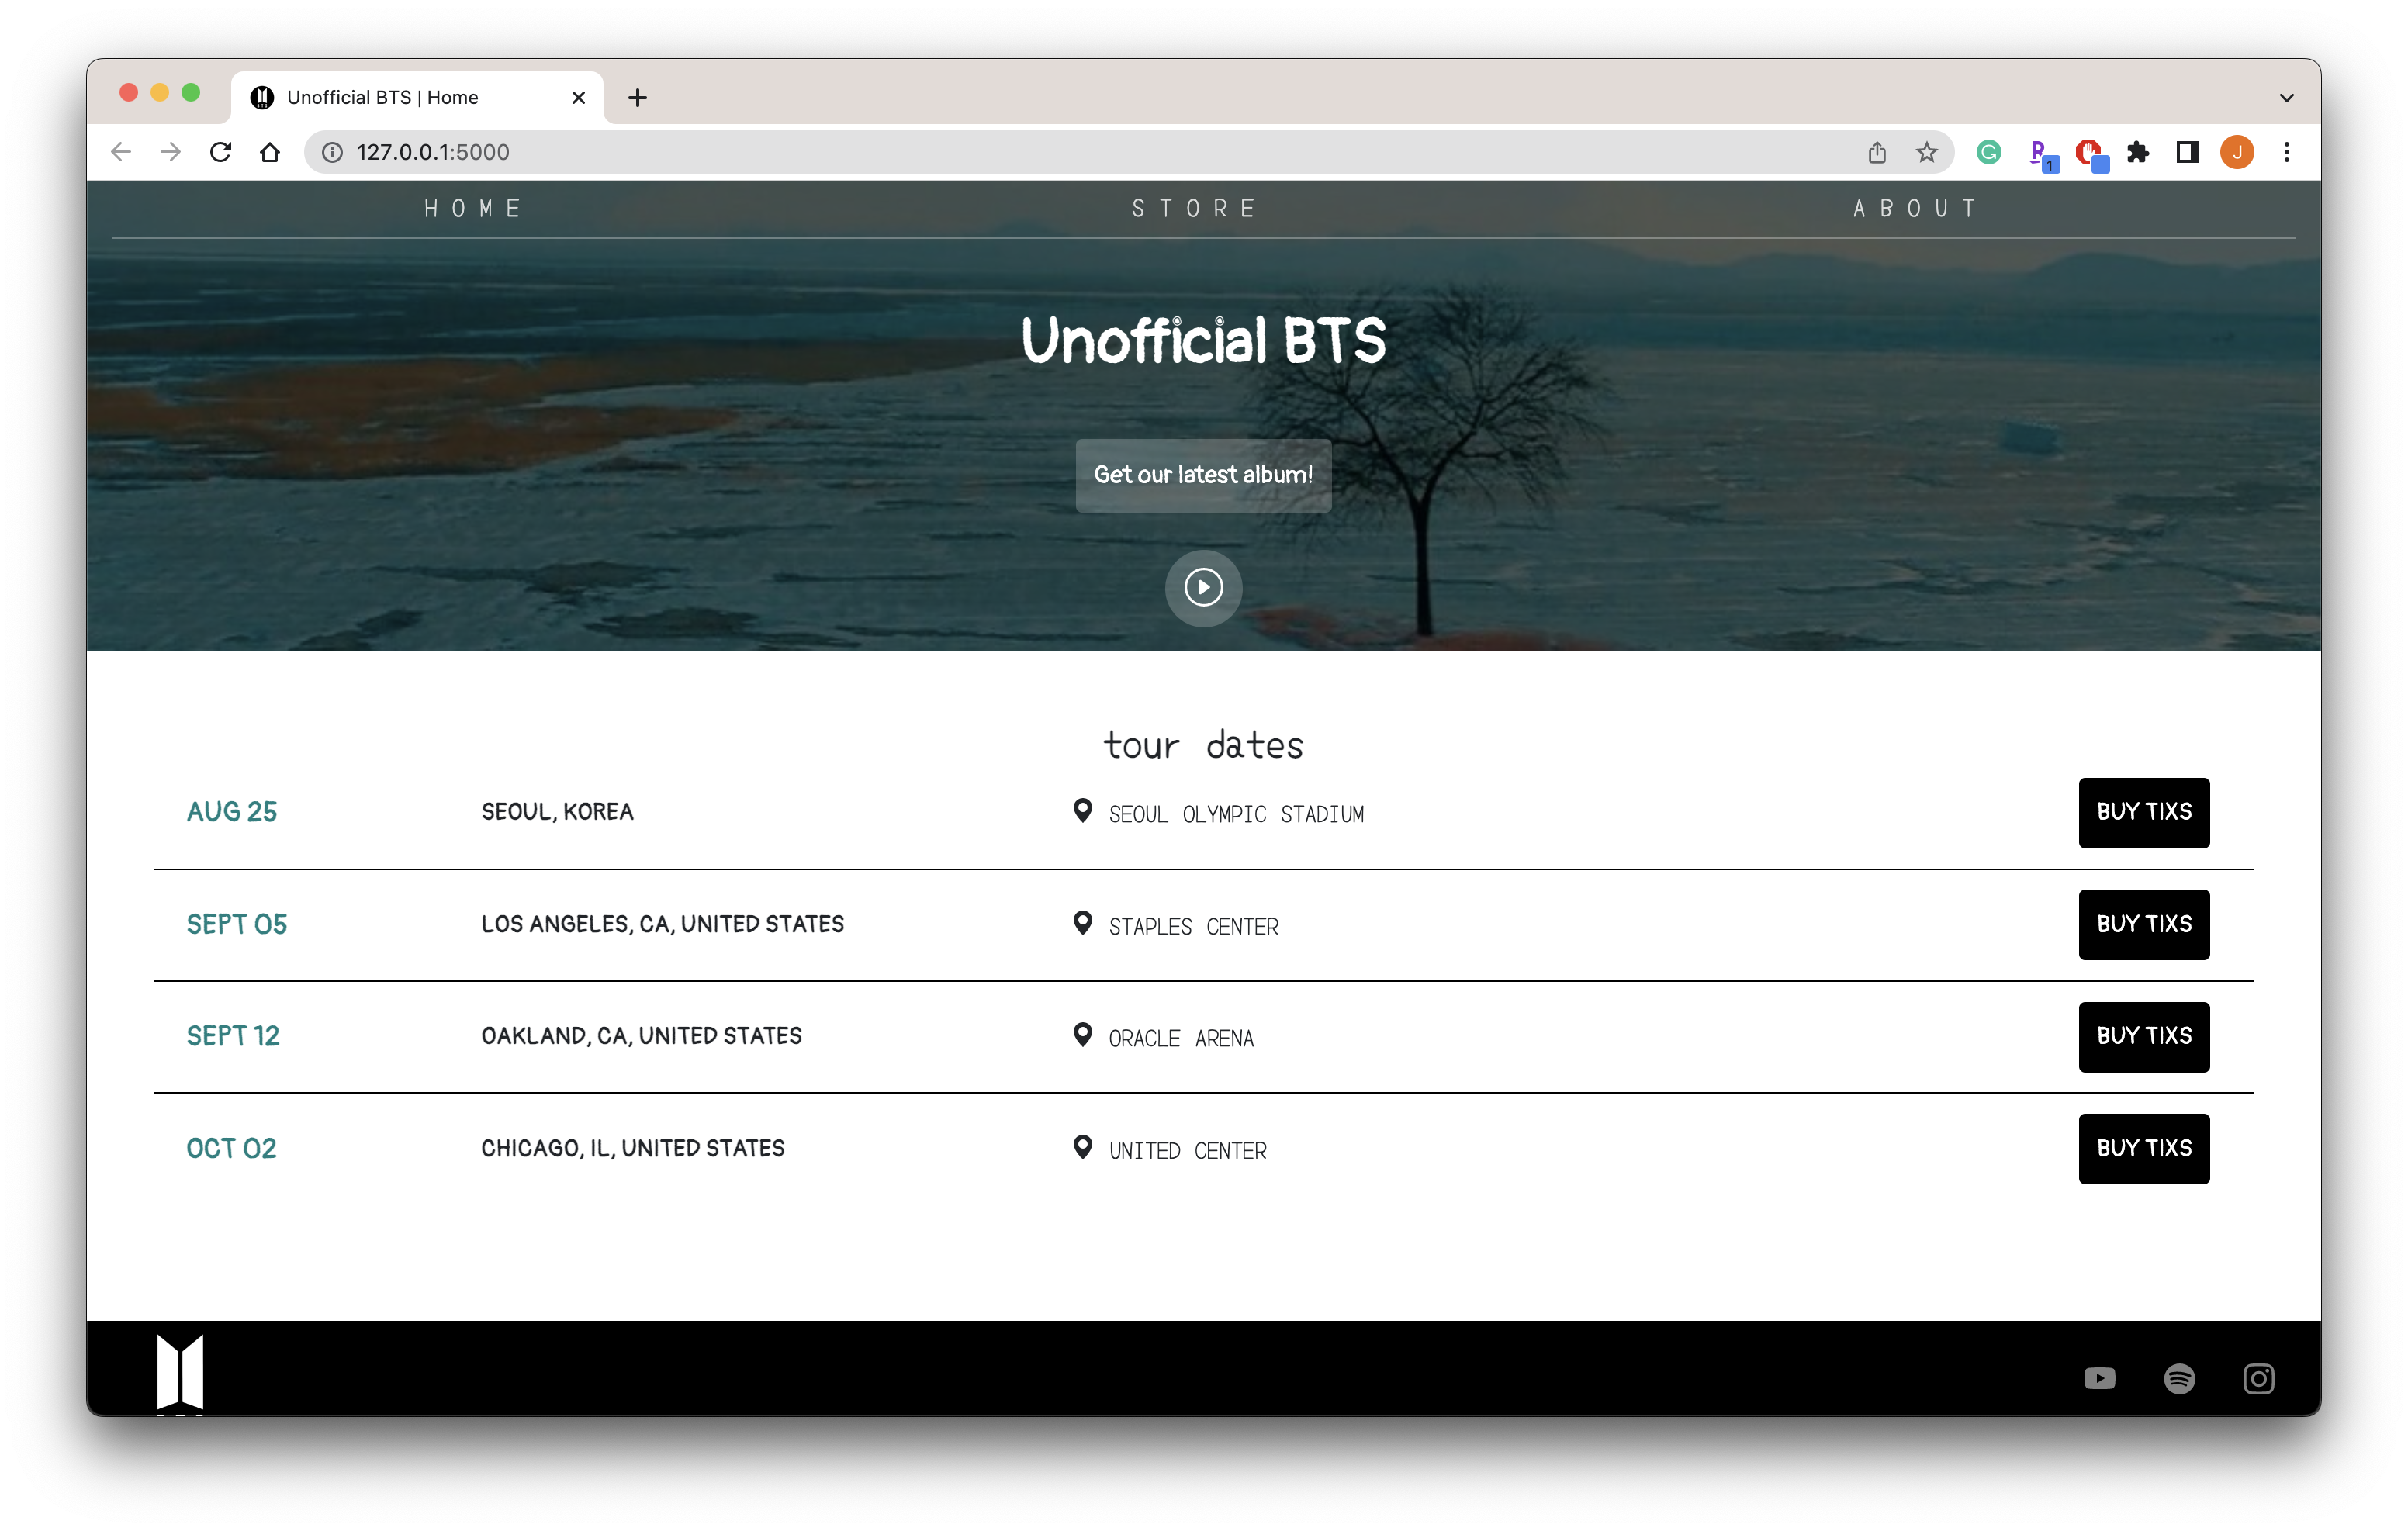 Unofficial BTS | Home
127.0.0.1:5000
1
J
HOME STORE ABOUT
Unofficial BTS
Get our latest album!
tour dates
AUG 25 SEOUL, KOREA SEOUL OLYMPIC STADIUM BUY TIXS
SEPT 05 LOS ANGELES, CA, UNITED STATES STAPLES CENTER BUY TIXS
SEPT 12 OAKLAND, CA, UNITED STATES ORACLE ARENA BUY TIXS
OCT 02 CHICAGO, IL, UNITED STATES UNITED CENTER BUY TIXS